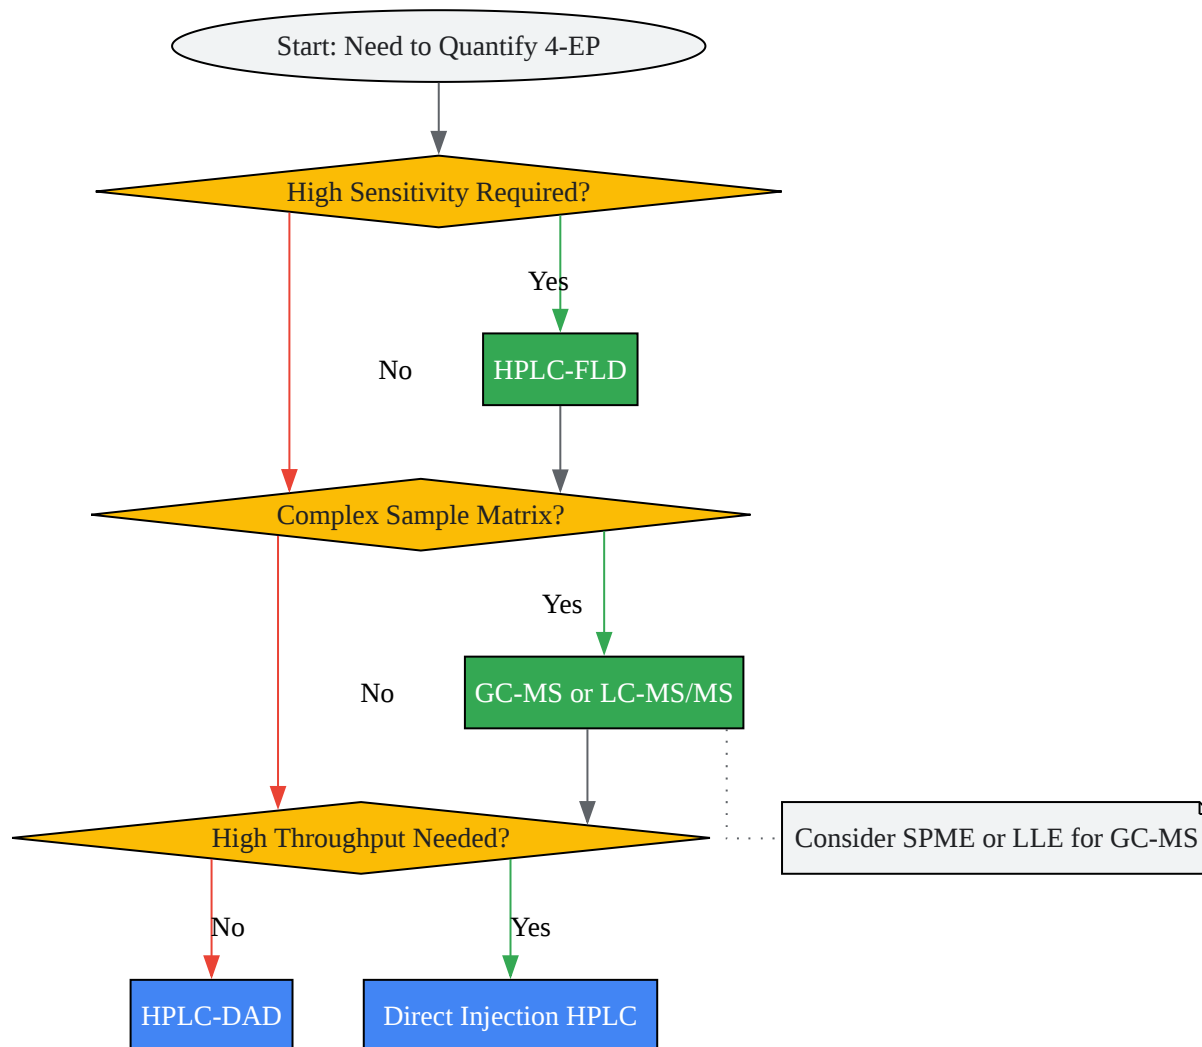 Start: Need to Quantify 4-EP
High Sensitivity Required?
Yes
No
HPLC-FLD
Complex Sample Matrix?
Yes
No
GC-MS or LC-MS/MS
High Throughput Needed?
Consider SPME or LLE for GC-MS
No
Yes
HPLC-DAD
Direct Injection HPLC